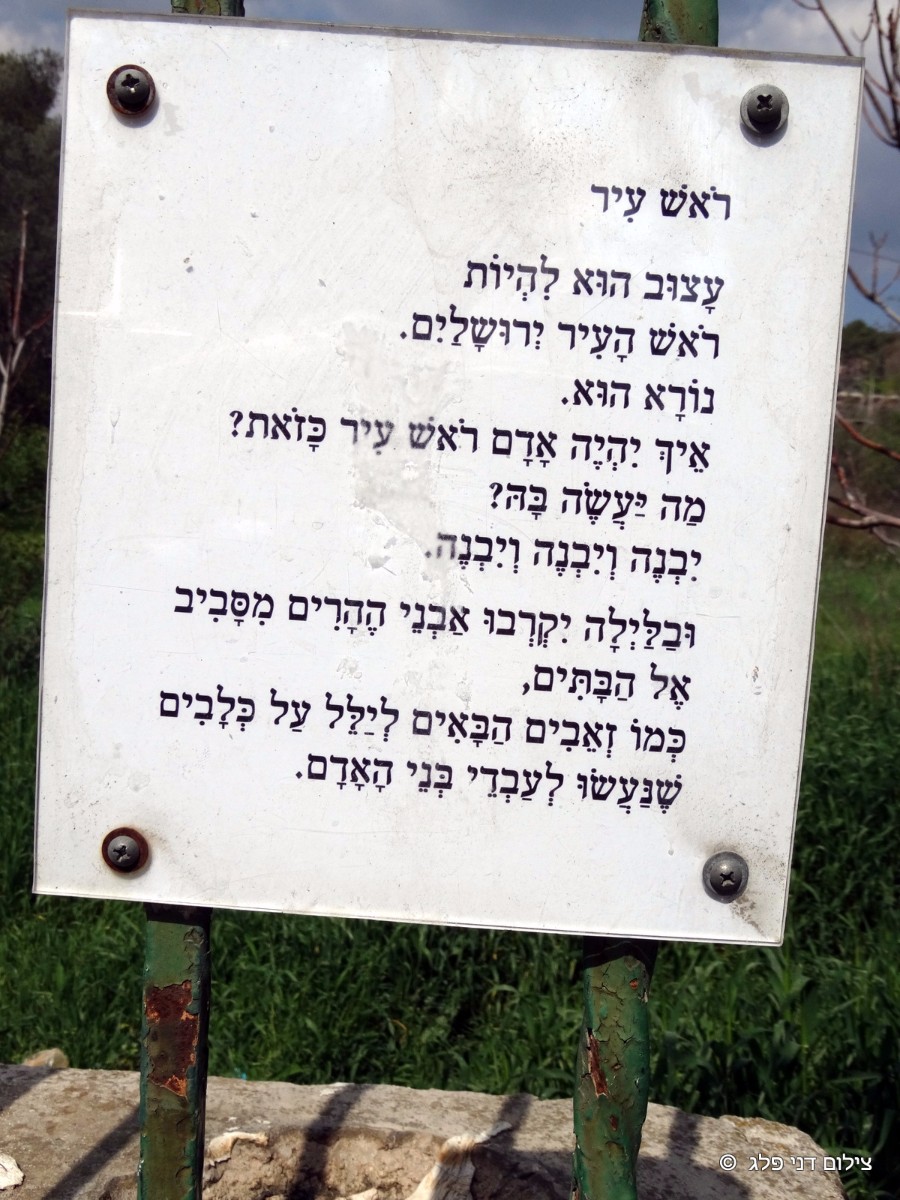 רֹאשׁ עִיר
עָצוּב הוּא לִהְיוֹת
רֹאשׁ הָעִיר יְרוּשָׁלַיִם.
נוֹרָא הוּא.
אֵיךְ יִהְיֶה אָדָם רֹאשׁ עִיר כָּזֹאת?
מַה יַּעֲשֶׂה בָּהּ?
יִבְנֶה וְיִבְנֶה וְיִבְנֶה.
וּבַלַּיְלָה יִקְרְבוּ אַבְנֵי הֶהָרִים מִסָּבִיב
אֶל הַבָּתִּים,
כְּמוֹ זְאֵבִים הַבָּאִים לְיַלֵּל עַל כְּלָבִים
שֶׁנַּעֲשׂוּ לְעַבְדֵי בְּנֵי הָאָדָם.
צילום דני פלג ©